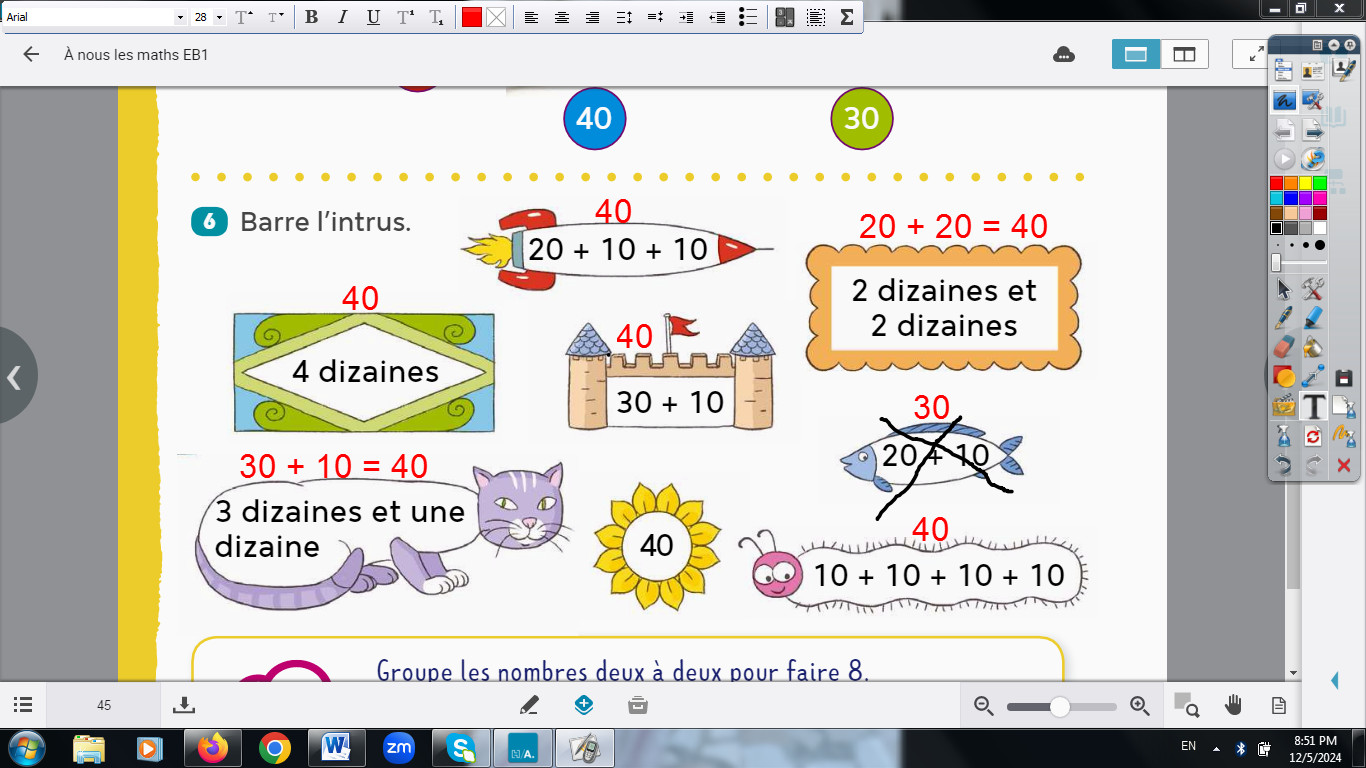 Arial
28
B I U T T
À nous les maths EB1
40
30
6 Barre l'intrus.
40
20 + 10 + 10
20 + 20 = 40
2 dizaines et
2 dizaines
40
4 dizaines
40
30 + 10
30
20 + 10
30 + 10 = 40
3 dizaines et une
dizaine
40
40
10 + 10 + 10 + 10
Groupe les nombres deux à deux pour faire 8.
45
zm
H/A.
EN
8:51 PM
12/5/2024